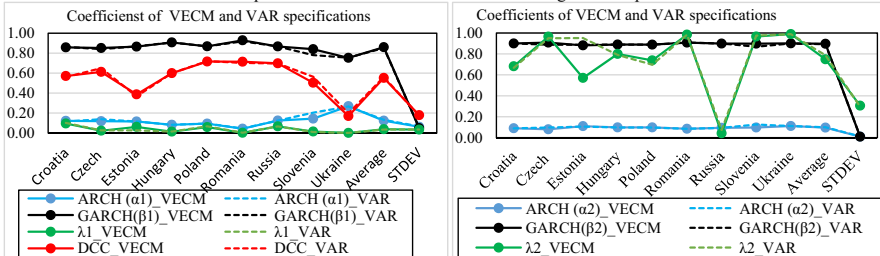 Coefficienst of VECM and VAR specifications
1.00
0.80
0.60
0.40
0.20
0.00
Croatia
Czech
Estonia
Hungary
Poland
Romania
Russia
Slovenia
Ukraine
Average
STDEV
ARCH (α1)_VECM
ARCH (α1)_VAR
GARCH(β1)_VECM
GARCH(β1)_VAR
λ1_VECM
λ1_VAR
DCC_VECM
DCC_VAR
Coefficients of VECM and VAR specifications
1.00
0.80
0.60
0.40
0.20
0.00
Croatia
Czech
Estonia
Hungary
Poland
Romania
Russia
Slovenia
Ukraine
Average
STDEV
ARCH (α2)_VECM
ARCH (α2)_VAR
GARCH(β2)_VECM
GARCH(β2)_VAR
λ2_VECM
λ2_VAR